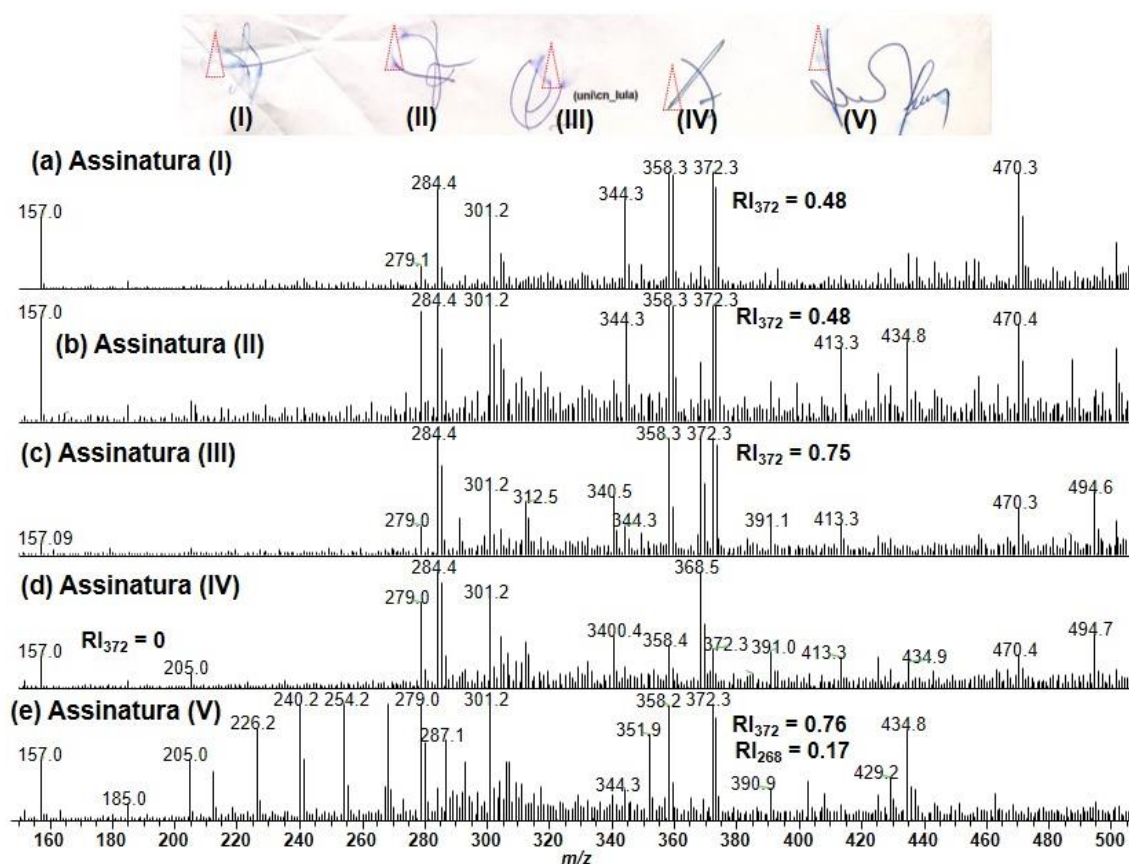 (I) (II) (III) (uni\cn_lula) (IV) (V)
(a) Assinatura (I)
157.0 279.1 284.4 301.2 344.3 358.3 372.3 470.3
RI372 = 0.48
(b) Assinatura (II)
157.0 284.4 301.2 344.3 358.3 372.3 413.3 434.8 470.4
RI372 = 0.48
(c) Assinatura (III)
157.09 279.0 284.4 301.2 312.5 340.5 344.3 358.3 372.3 391.1 413.3 470.3 494.6
RI372 = 0.75
(d) Assinatura (IV)
RI372 = 0
157.0 205.0 279.0 284.4 301.2 3400.4 358.4 368.5 372.3 391.0 413.3 434.9 470.4 494.7
(e) Assinatura (V)
157.0 185.0 205.0 226.2 240.2 254.2 279.0 287.1 301.2 344.3 351.9 358.2 372.3 390.9 429.2 434.8
RI372 = 0.76
RI268 = 0.17
160 180 200 220 240 260 280 300 320 340 360 380 400 420 440 460 480 500
m/z